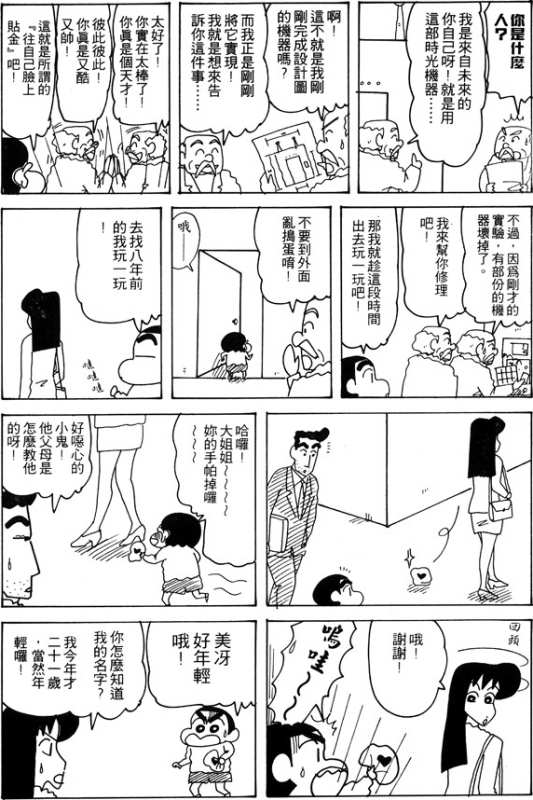 你是什麼
人？
我是來自未來的
你自己呀！就是用
這部時光機器……
啊！
這不就是我剛
剛完成設計圖
的機器嗎？
而我正是剛剛
將它實現！
我就是想來告
訴你這件事……
太好了！
你實在太棒了！
你真是個天才！
彼此彼此！
你真是又酷
又帥！
這就是所謂的
『往自己臉上
貼金』吧！
不過，因為剛才的
實驗，有部份的機
器壞掉了。
我來幫你修理
吧！
那我就趁這段時間
出去玩一玩吧！
不要到外面
亂搗蛋唷！
哦——
去找八年前
的我玩一玩
！
嘻嘻嘻
哈囉！
大姐姐～～～～
妳的手帕掉囉
～～～～
好噁心的
小鬼！
他父母是
怎麼教他
的呀！
回頭
哦！
謝謝！
嗚哇
美冴
好年輕
哦！
你怎麼知道
我的名字？
我今年才
二十一歲
，當然年
輕囉！